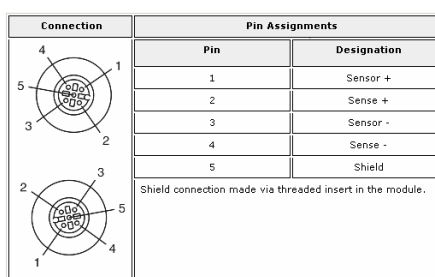 Connection
Pin Assignments
Pin Designation
1 Sensor +
2 Sense +
3 Sensor -
4 Sense -
5 Shield
Shield connection made via threaded insert in the module.
4
1
5
3
2
3
2
5
4
1